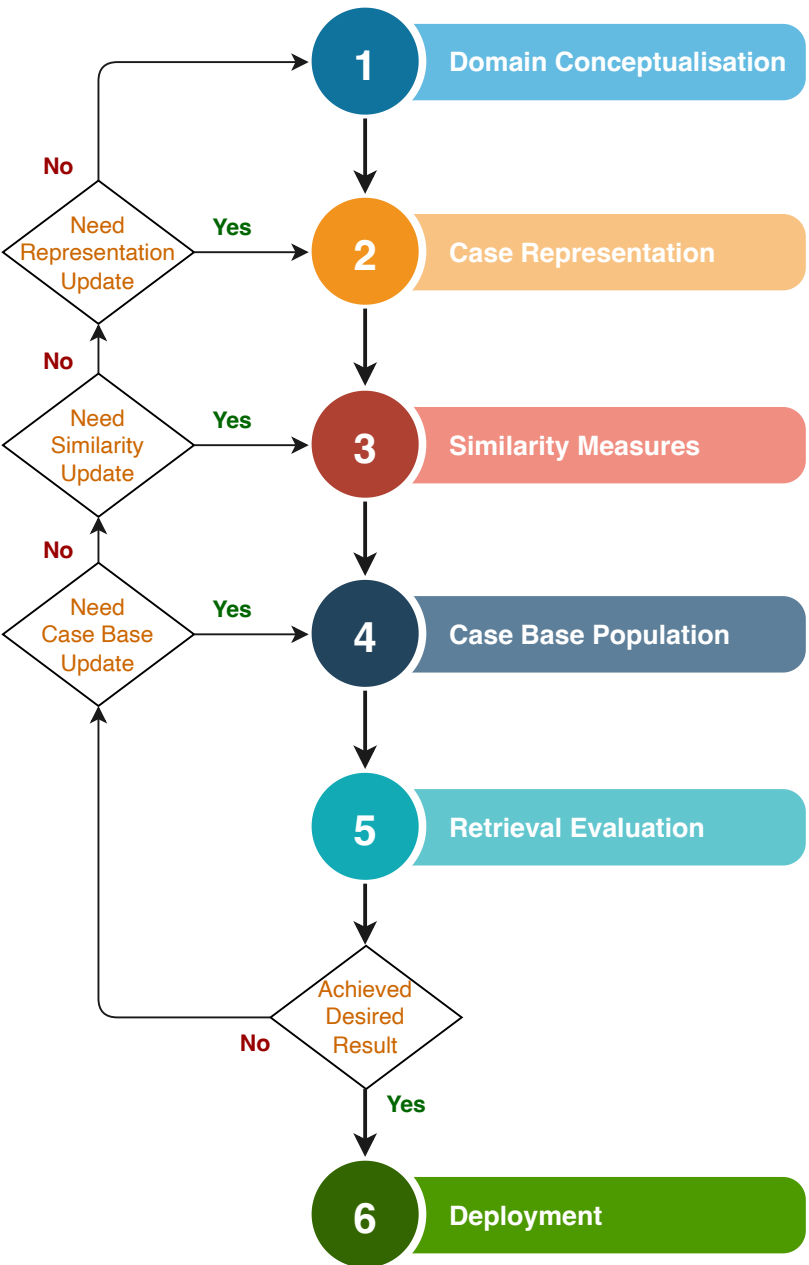 1
Domain Conceptualisation
No
Need
Representation
Update
Yes
2
Case Representation
No
Need
Similarity
Update
Yes
3
Similarity Measures
No
Need
Case Base
Update
Yes
4
Case Base Population
5
Retrieval Evaluation
Achieved
Desired
Result
No
Yes
6
Deployment